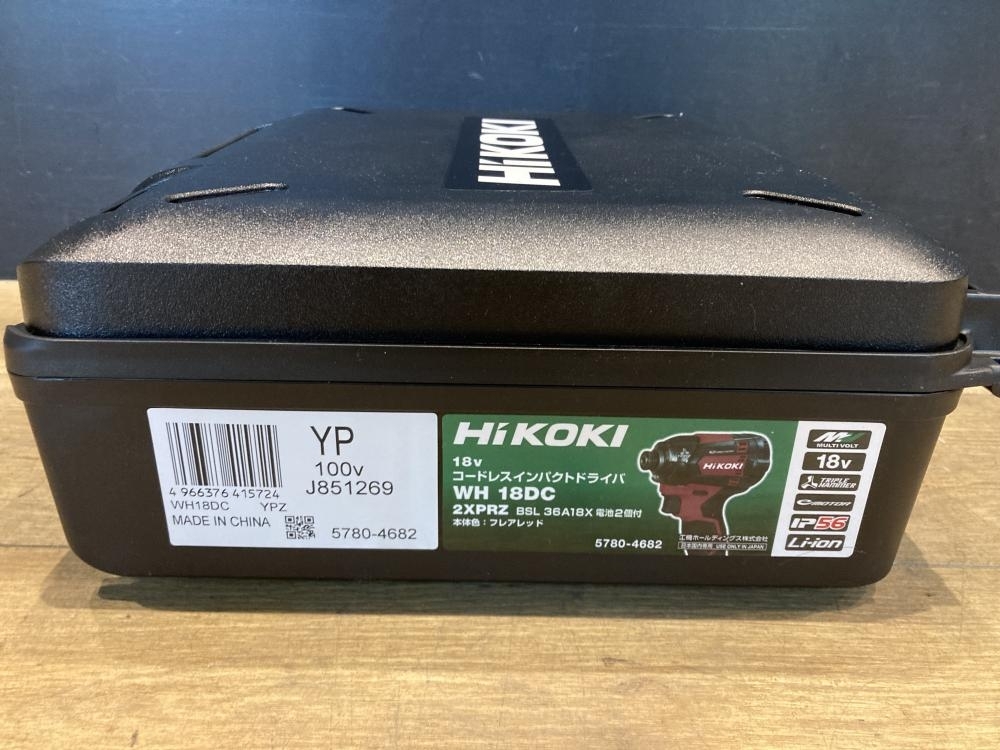 HiKOKI
YP
100v
J851269
4 966376 415724
WH18DC YPZ
MADE IN CHINA
5780-4682
HiKOKI
18v
コードレスインパクトドライバ
WH 18DC
2XPRZ BSL 36A18X 電池2個付
本体色：フレアレッド
5780-4682
HiKOKI
工機ホールディングス株式会社
日本国内専用 USE ONLY IN JAPAN
MULTI VOLT
18v
TRIPLE HAMMER
e-MOTOR
IP56
Li-ion